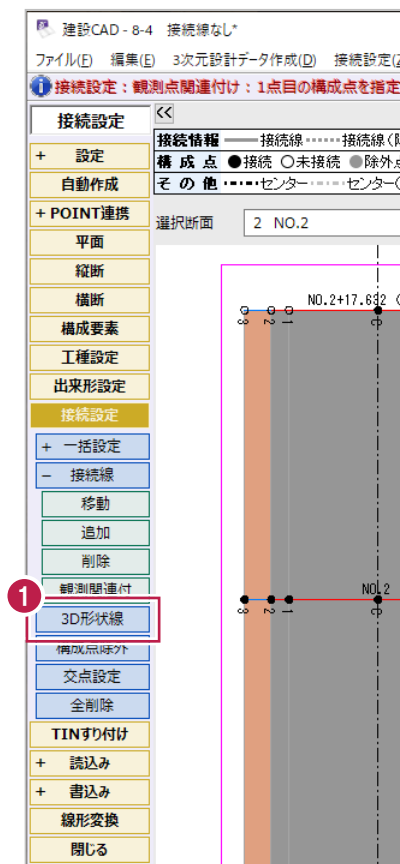 建設CAD - 8-4 接続線なし*
ファイル(F) 編集(E) 3次元設計データ作成(D) 接続設定(Z
接続設定：観測点関連付け：1点目の構成点を指定
接続設定
<<
接続情報 接続線 接続線(除
構成点 ●接続 ○未接続 ●除外点
その他 センター センター(
選択断面 2 NO.2
+ 設定
自動作成
+ POINT連携
平面
縦断
横断
構成要素
工種設定
出来形設定
接続設定
+ 一括設定
− 接続線
移動
追加
削除
観測関連付
1
3D形状線
構成点除外
交点設定
全削除
TINすり付け
+ 読込み
+ 書込み
線形変換
閉じる
NO.2+17.632 (
3 2 1 C
NO.2
3 2 1 C